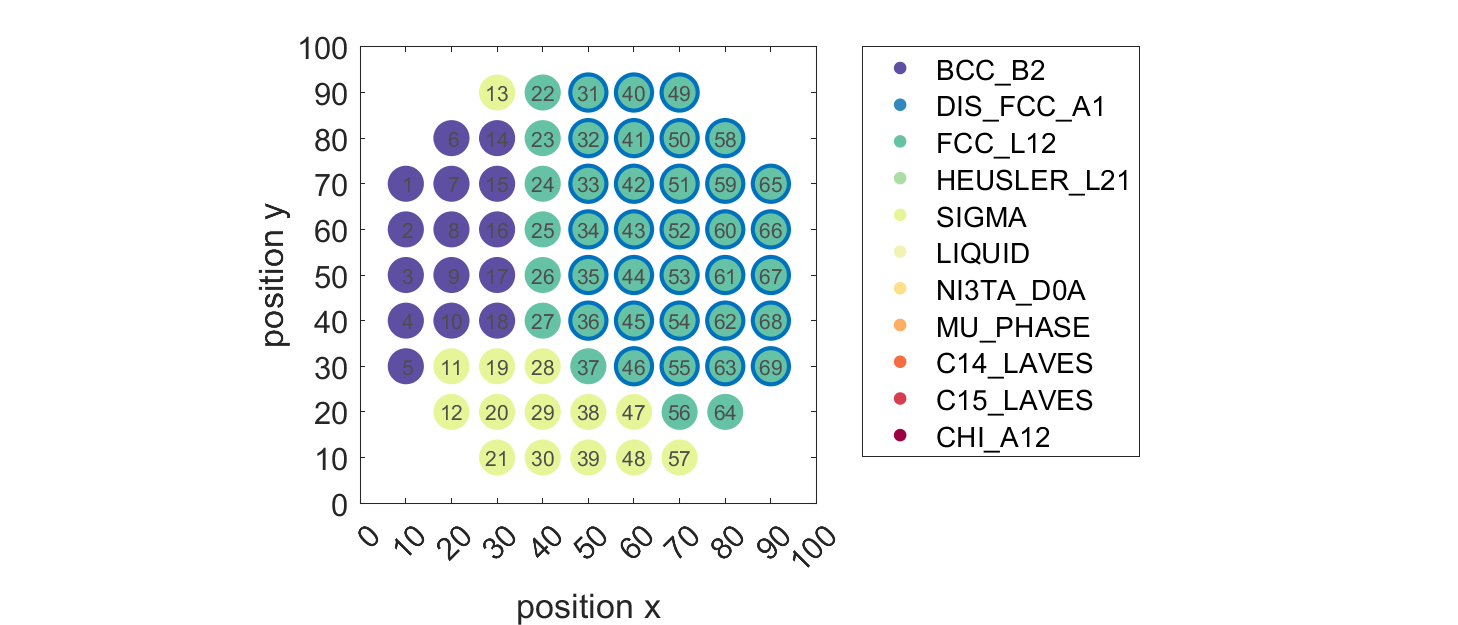 100
90 13 22 31 40 49
80 6 14 23 32 41 50 58
70 1 7 15 24 33 42 51 59 65
60 2 8 16 25 34 43 52 60 66
50 3 9 17 26 35 44 53 61 67
40 4 10 18 27 36 45 54 62 68
30 5 11 19 28 37 46 55 63 69
20 12 20 29 38 47 56 64
10 21 30 39 48 57
0
0 10 20 30 40 50 60 70 80 90 100
position x
position y
BCC_B2
DIS_FCC_A1
FCC_L12
HEUSLER_L21
SIGMA
LIQUID
NI3TA_D0A
MU_PHASE
C14_LAVES
C15_LAVES
CHI_A12